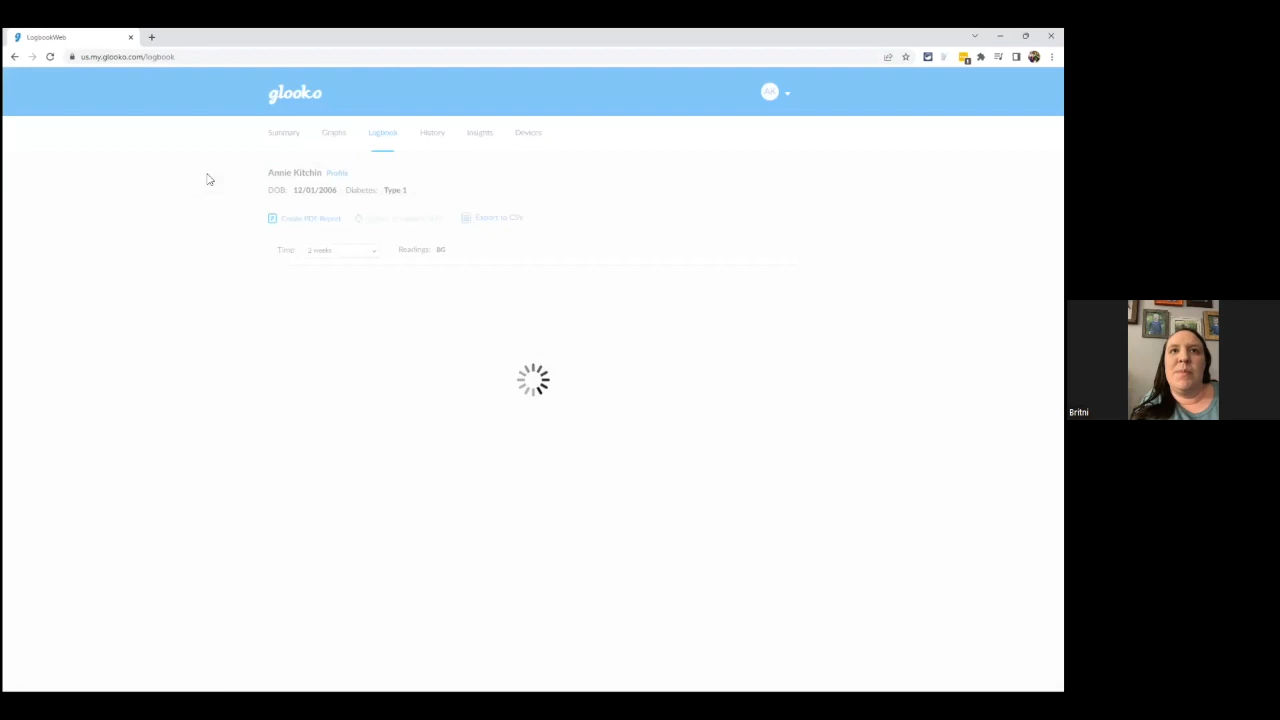 LogbookWeb
us.my.glooko.com/logbook
glooko
AK
Summary Graphs Logbook History Insights Devices
Annie Kitchin Profile
DOB: 12/01/2006 Diabetes: Type 1
Create PDF Report Export to CSV
Time: 2 weeks Readings: BG
Britni